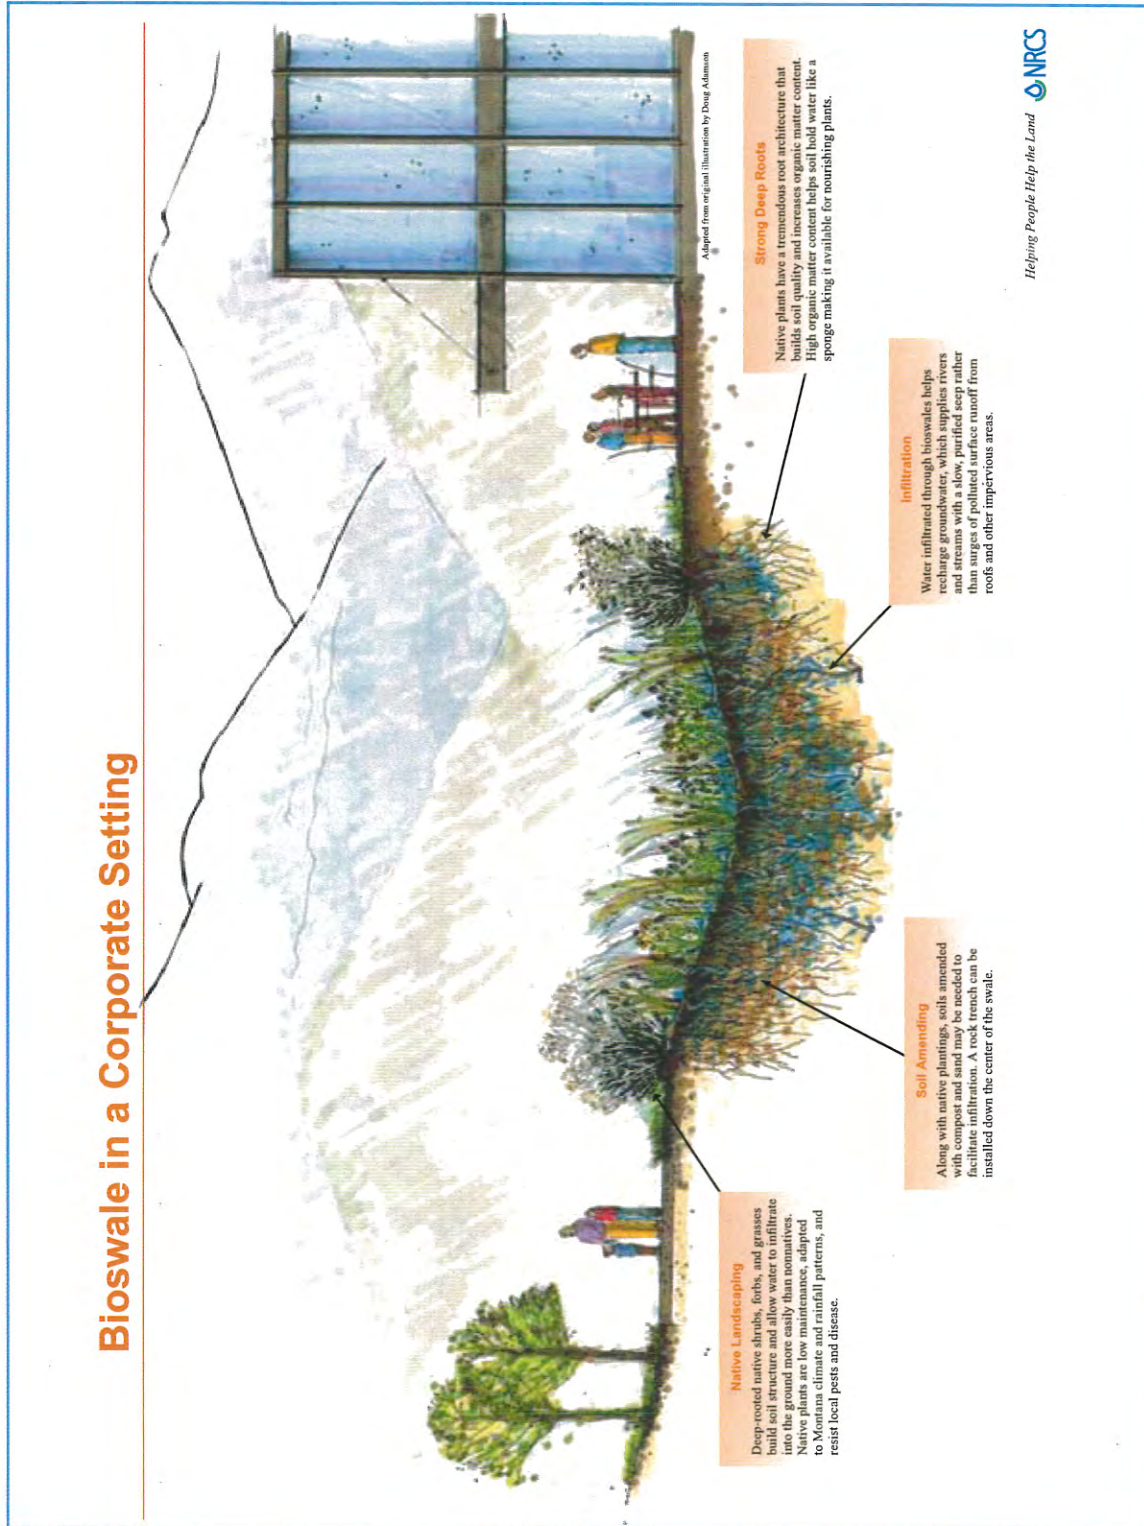 Bioswale in a Corporate Setting
Adapted from original illustration by Doug Adamson
Native Landscaping
Deep-rooted native shrubs, forbs, and grasses
build soil structure and allow water to infiltrate
into the ground more easily than nonnatives.
Native plants are low maintenance, adapted
to Montana climate and rainfall patterns, and
resist local pests and disease.
Soil Amending
Along with native plantings, soils amended
with compost and sand may be needed to
facilitate infiltration. A rock trench can be
installed down the center of the swale.
Infiltration
Water infiltrated through bioswales helps
recharge groundwater, which supplies rivers
and streams with a slow, purified seep rather
than surges of polluted surface runoff from
roofs and other impervious areas.
Strong Deep Roots
Native plants have a tremendous root architecture that
builds soil quality and increases organic matter content.
High organic matter content helps soil hold water like a
sponge making it available for nourishing plants.
Helping People Help the Land
NRCS